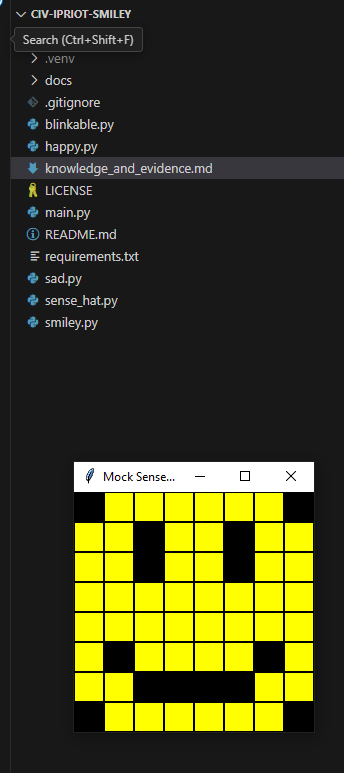 CIV-IPRIOT-SMILEY
Search (Ctrl+Shift+F)
.venv
docs
.gitignore
blinkable.py
happy.py
knowledge_and_evidence.md
LICENSE
main.py
README.md
requirements.txt
sad.py
sense_hat.py
smiley.py
Mock Sense...